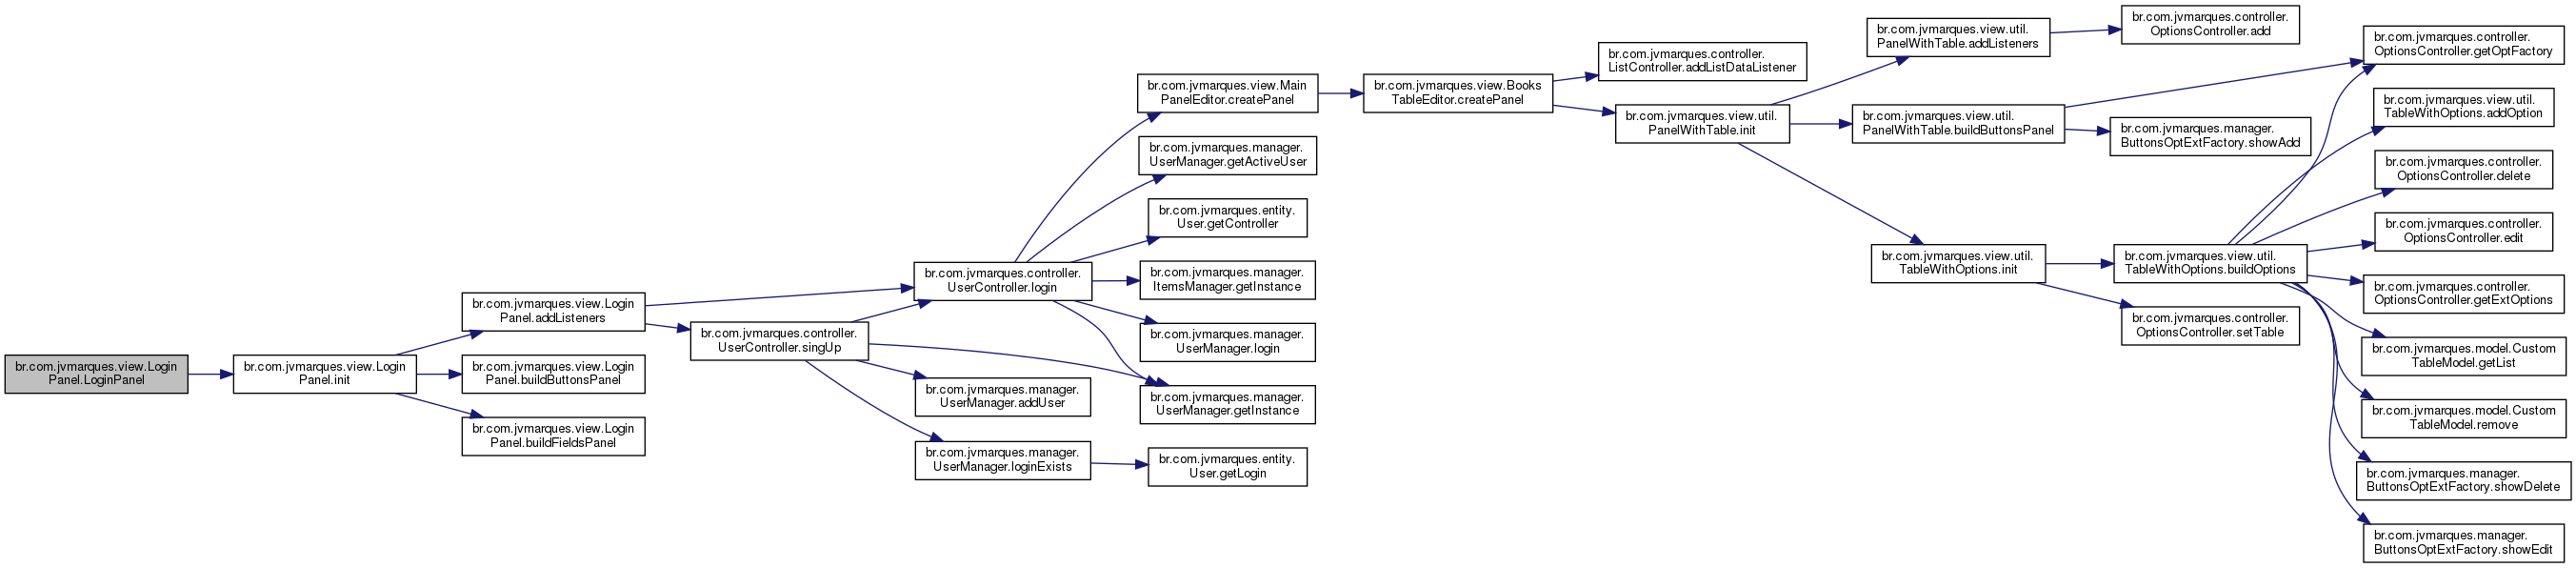 br.com.jvmarques.view.Login
Panel.LoginPanel
br.com.jvmarques.view.Login
Panel.init
br.com.jvmarques.view.Login
Panel.addListeners
br.com.jvmarques.view.Login
Panel.buildButtonsPanel
br.com.jvmarques.view.Login
Panel.buildFieldsPanel
br.com.jvmarques.controller.
UserController.singUp
br.com.jvmarques.controller.
UserController.login
br.com.jvmarques.manager.
UserManager.addUser
br.com.jvmarques.manager.
UserManager.loginExists
br.com.jvmarques.view.Main
PanelEditor.createPanel
br.com.jvmarques.manager.
UserManager.getActiveUser
br.com.jvmarques.entity.
User.getController
br.com.jvmarques.manager.
ItemsManager.getInstance
br.com.jvmarques.manager.
UserManager.login
br.com.jvmarques.manager.
UserManager.getInstance
br.com.jvmarques.entity.
User.getLogin
br.com.jvmarques.view.Books
TableEditor.createPanel
br.com.jvmarques.controller.
ListController.addListDataListener
br.com.jvmarques.view.util.
PanelWithTable.init
br.com.jvmarques.view.util.
PanelWithTable.addListeners
br.com.jvmarques.view.util.
PanelWithTable.buildButtonsPanel
br.com.jvmarques.view.util.
TableWithOptions.init
br.com.jvmarques.controller.
OptionsController.add
br.com.jvmarques.manager.
ButtonsOptExtFactory.showAdd
br.com.jvmarques.view.util.
TableWithOptions.buildOptions
br.com.jvmarques.controller.
OptionsController.setTable
br.com.jvmarques.controller.
OptionsController.getOptFactory
br.com.jvmarques.view.util.
TableWithOptions.addOption
br.com.jvmarques.controller.
OptionsController.delete
br.com.jvmarques.controller.
OptionsController.edit
br.com.jvmarques.controller.
OptionsController.getExtOptions
br.com.jvmarques.model.Custom
TableModel.getList
br.com.jvmarques.model.Custom
TableModel.remove
br.com.jvmarques.manager.
ButtonsOptExtFactory.showDelete
br.com.jvmarques.manager.
ButtonsOptExtFactory.showEdit